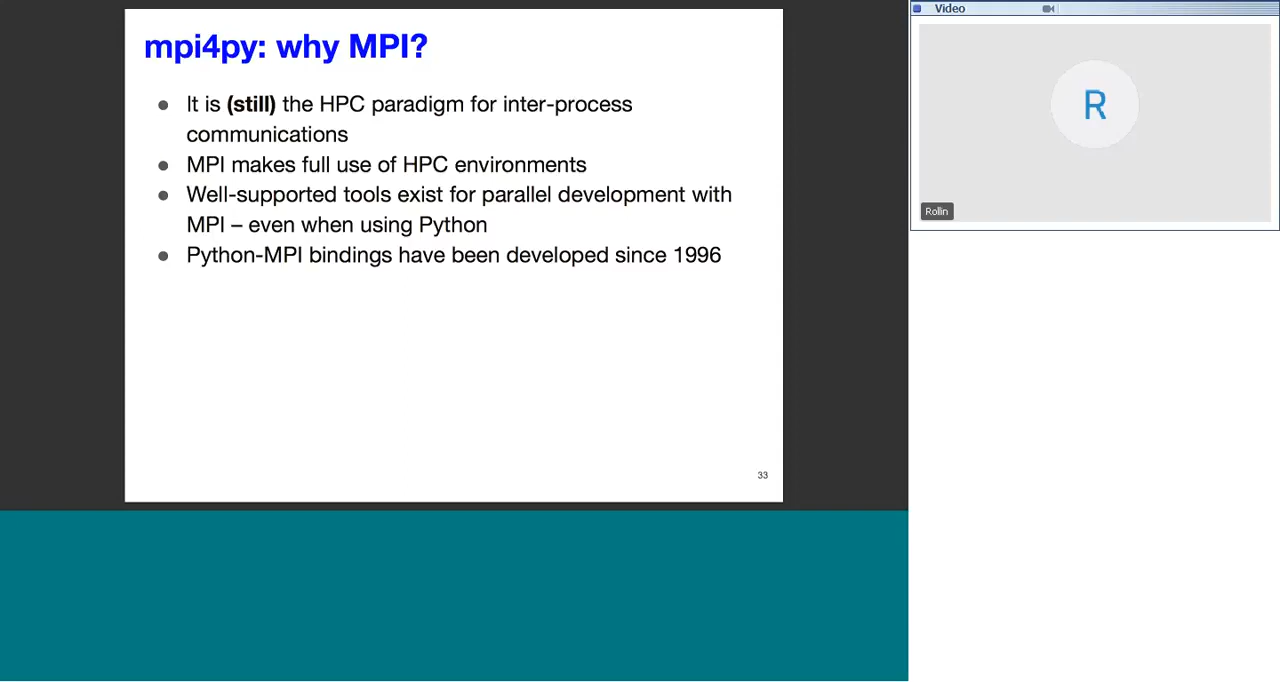 mpi4py: why MPI?
● It is (still) the HPC paradigm for inter-process
communications
● MPI makes full use of HPC environments
● Well-supported tools exist for parallel development with
MPI – even when using Python
● Python-MPI bindings have been developed since 1996
33
Video
R
Rolin